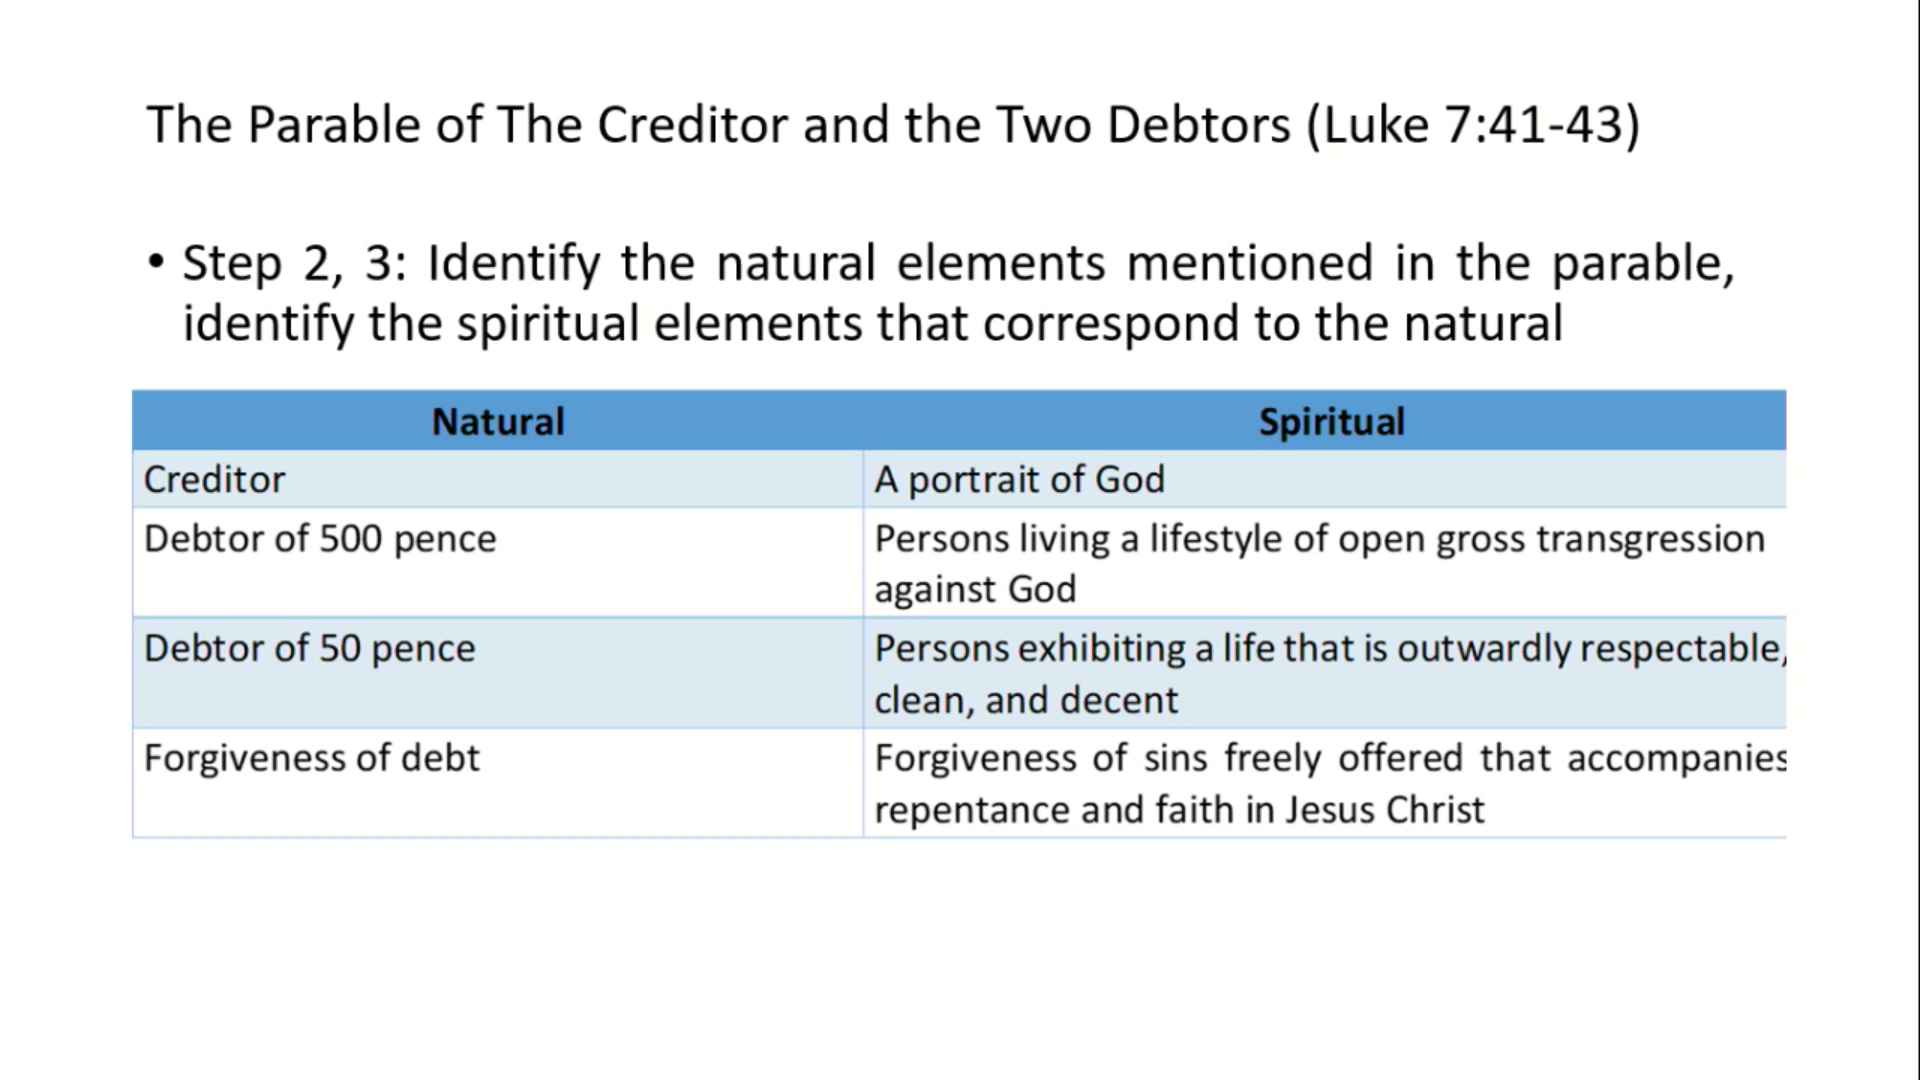 The Parable of The Creditor and the Two Debtors (Luke 7:41-43)
• Step 2, 3: Identify the natural elements mentioned in the parable,
identify the spiritual elements that correspond to the natural
Natural Spiritual
Creditor A portrait of God
Debtor of 500 pence Persons living a lifestyle of open gross transgression
against God
Debtor of 50 pence Persons exhibiting a life that is outwardly respectable,
clean, and decent
Forgiveness of debt Forgiveness of sins freely offered that accompanies
repentance and faith in Jesus Christ